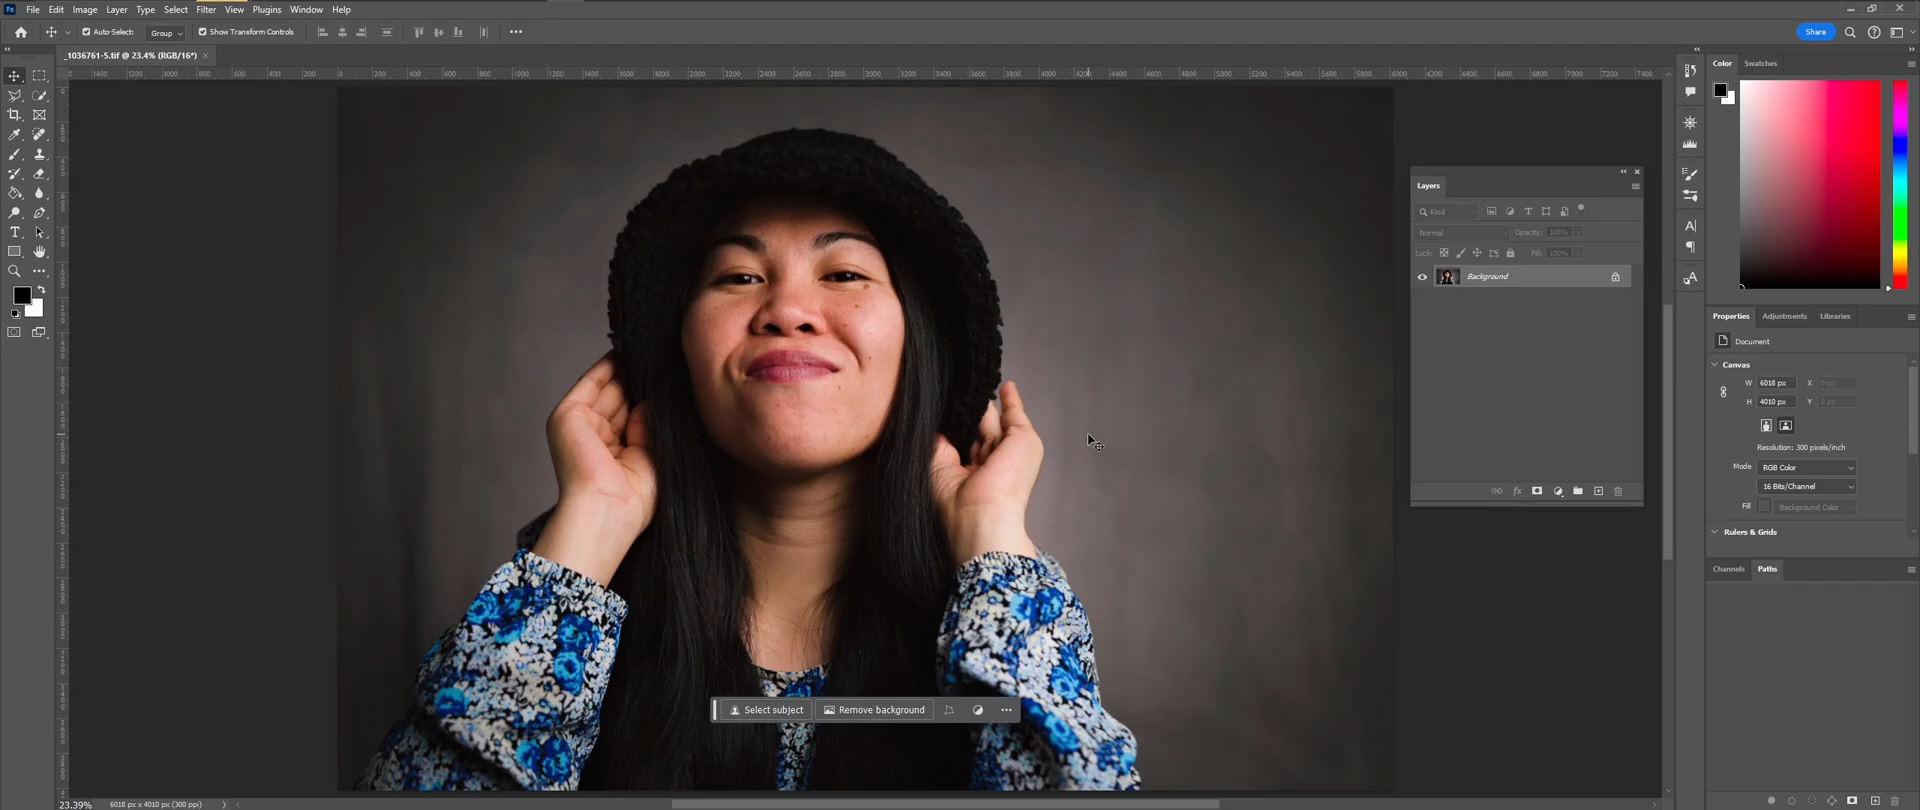 Ps File Edit Image Layer Type Select Filter View Plugins Window Help
Auto-Select: Group Show Transform Controls Share
_1036761-5.tif @ 23.4% (RGB/16*)
Color Swatches
Layers
Kind
Normal Opacity: 100%
Lock: Fill: 100%
Background
Properties Adjustments Libraries
Document
Canvas
W 6018 px X 0 px
H 4010 px Y 0 px
Resolution: 300 pixels/inch
Mode RGB Color
16 Bits/Channel
Fill Background Color
Rulers & Grids
Channels Paths
Select subject Remove background
23.39% 6018 px x 4010 px (300 ppi)